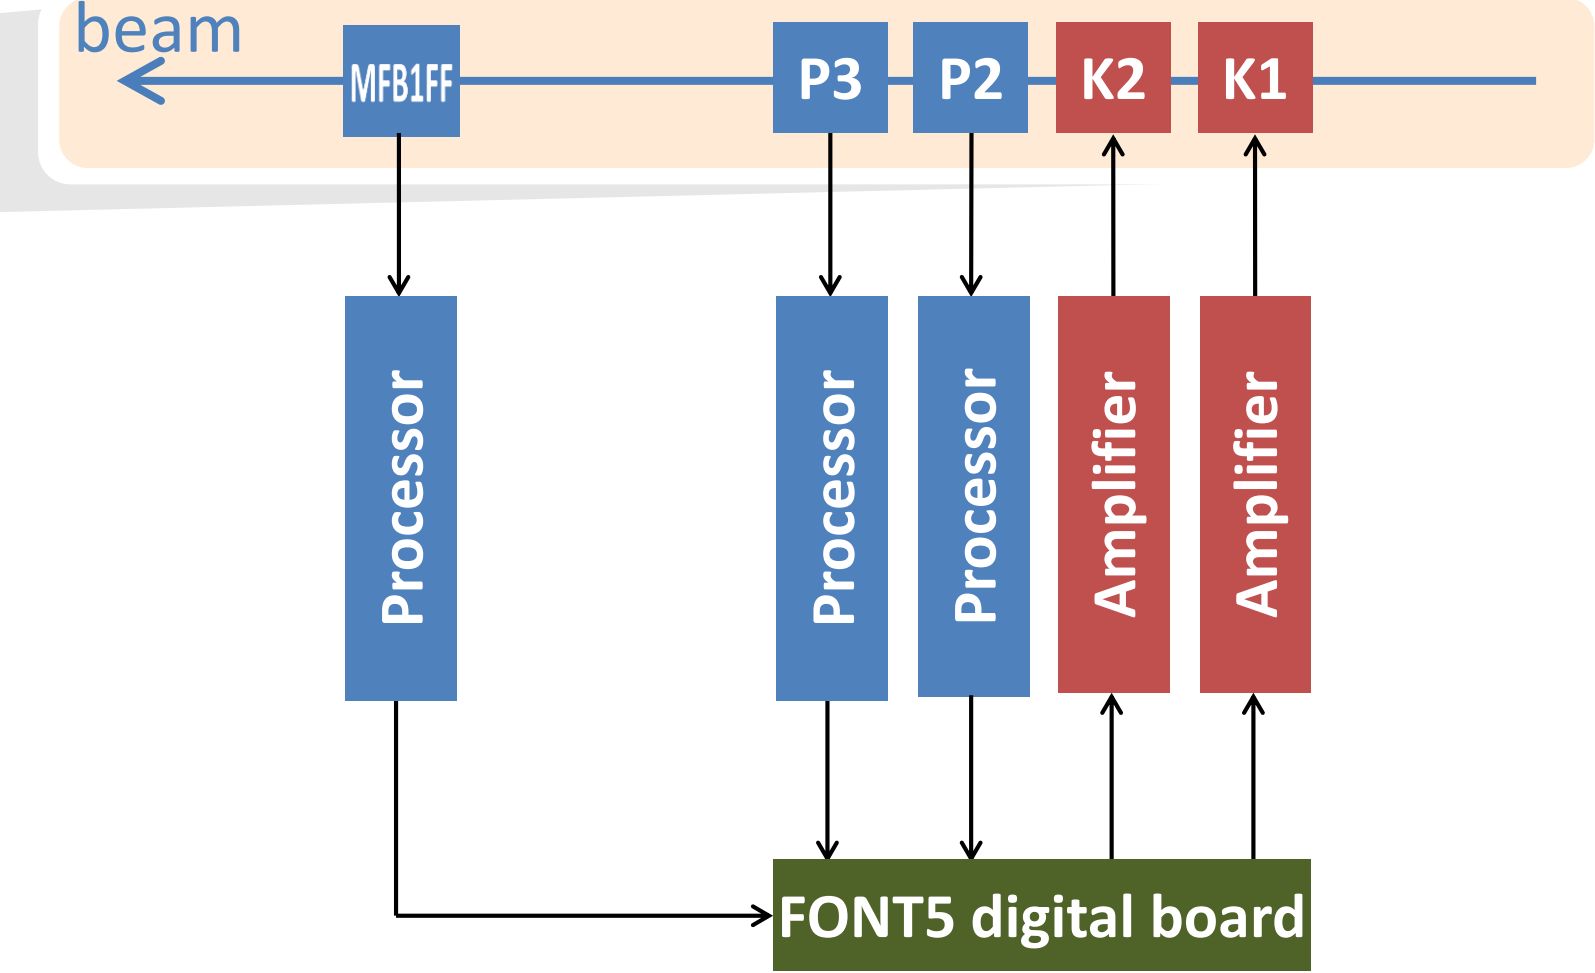 beam
MFB1FF
P3
P2
K2
K1
Processor
Processor
Processor
Amplifier
Amplifier
FONT5 digital board